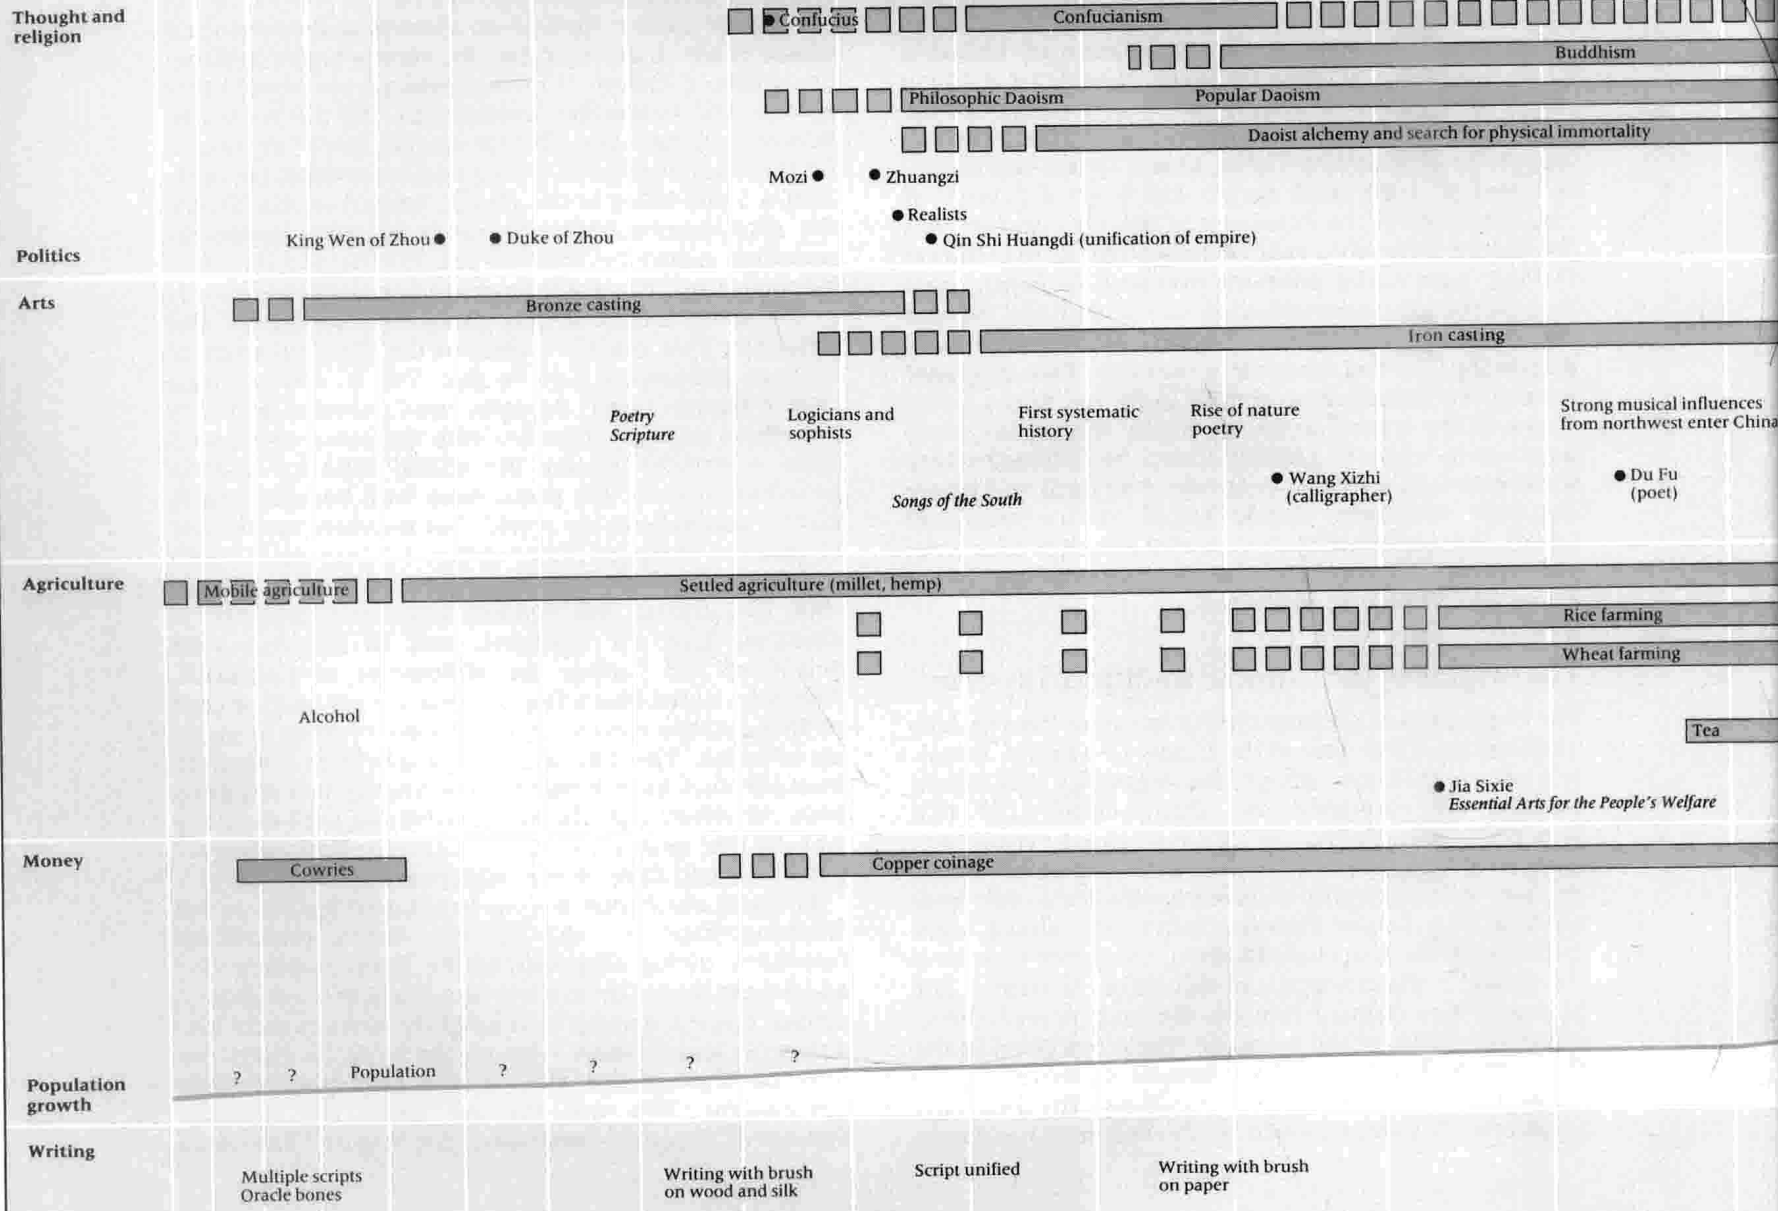 Thought and
religion
Confucius
Confucianism
Buddhism
Philosophic Daoism
Popular Daoism
Daoist alchemy and search for physical immortality
Mozi
Zhuangzi
Realists
King Wen of Zhou
Duke of Zhou
Qin Shi Huangdi (unification of empire)
Politics
Arts
Bronze casting
Iron casting
Poetry
Scripture
Logicians and
sophists
First systematic
history
Rise of nature
poetry
Strong musical influences
from northwest enter China
Songs of the South
Wang Xizhi
(calligrapher)
Du Fu
(poet)
Agriculture
Mobile agriculture
Settled agriculture (millet, hemp)
Rice farming
Wheat farming
Alcohol
Tea
Jia Sixie
Essential Arts for the People's Welfare
Money
Cowries
Copper coinage
? ? Population ? ? ? ?
Population
growth
Writing
Multiple scripts
Oracle bones
Writing with brush
on wood and silk
Script unified
Writing with brush
on paper